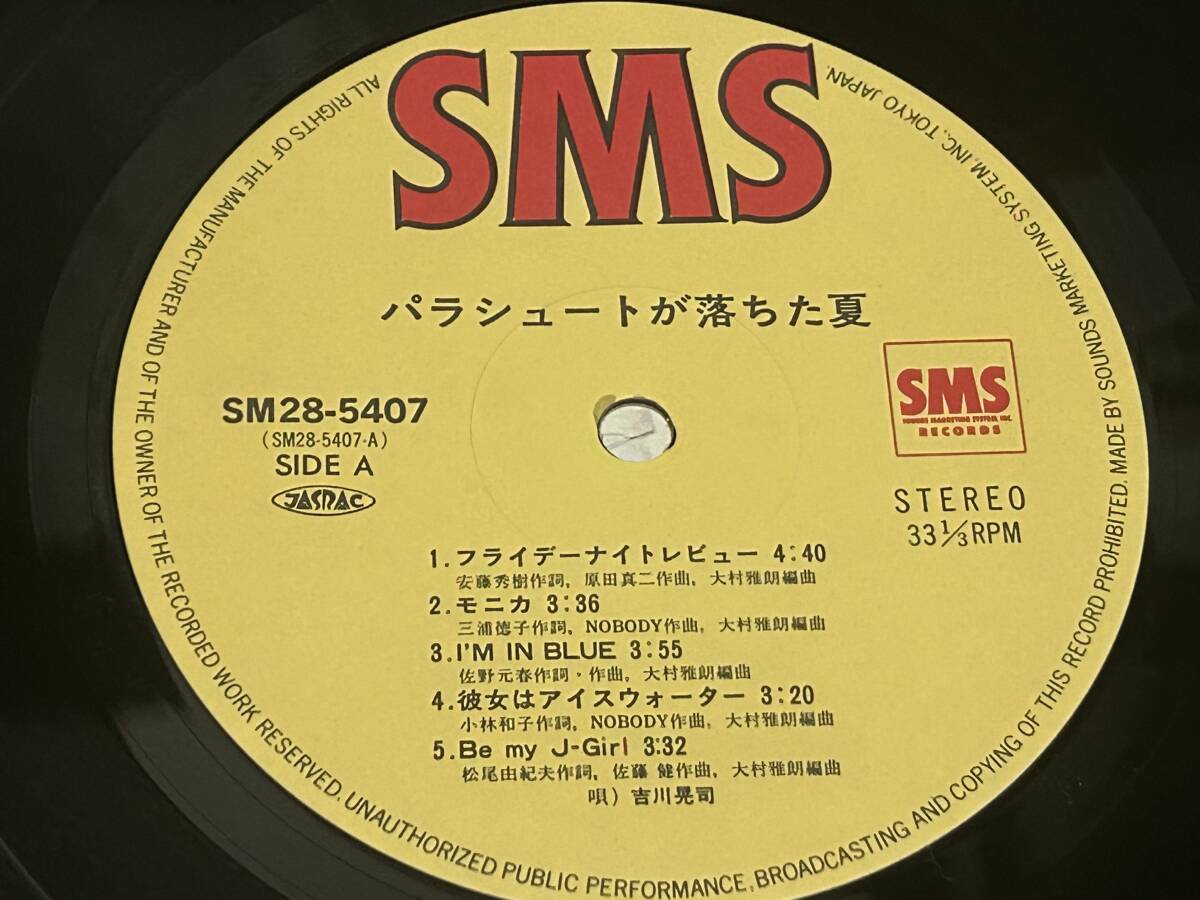 SMS
パラシュートが落ちた夏
SM28-5407
(SM28-5407-A)
SIDE A
JASRAC
SMS
SOUNDS MARKETING SYSTEM, INC.
RECORDS
STEREO
33 1/3 RPM
1.フライデーナイトレビュー 4:40
安藤秀樹作詞, 原田真二作曲, 大村雅朗編曲
2.モニカ 3:36
三浦徳子作詞, NOBODY作曲, 大村雅朗編曲
3.I'M IN BLUE 3:55
佐野元春作詞・作曲, 大村雅朗編曲
4.彼女はアイスウォーター 3:20
小林和子作詞, NOBODY作曲, 大村雅朗編曲
5.Be my J-Girl 3:32
松尾由紀夫作詞, 佐藤 健作曲, 大村雅朗編曲
唄) 吉川晃司
ALL RIGHTS OF THE MANUFACTURER AND OF THE OWNER OF THE RECORDED WORK RESERVED. UNAUTHORIZED PUBLIC PERFORMANCE, BROADCASTING AND COPYING OF THIS RECORD PROHIBITED. MADE BY SOUNDS MARKETING SYSTEM, INC., TOKYO JAPAN.